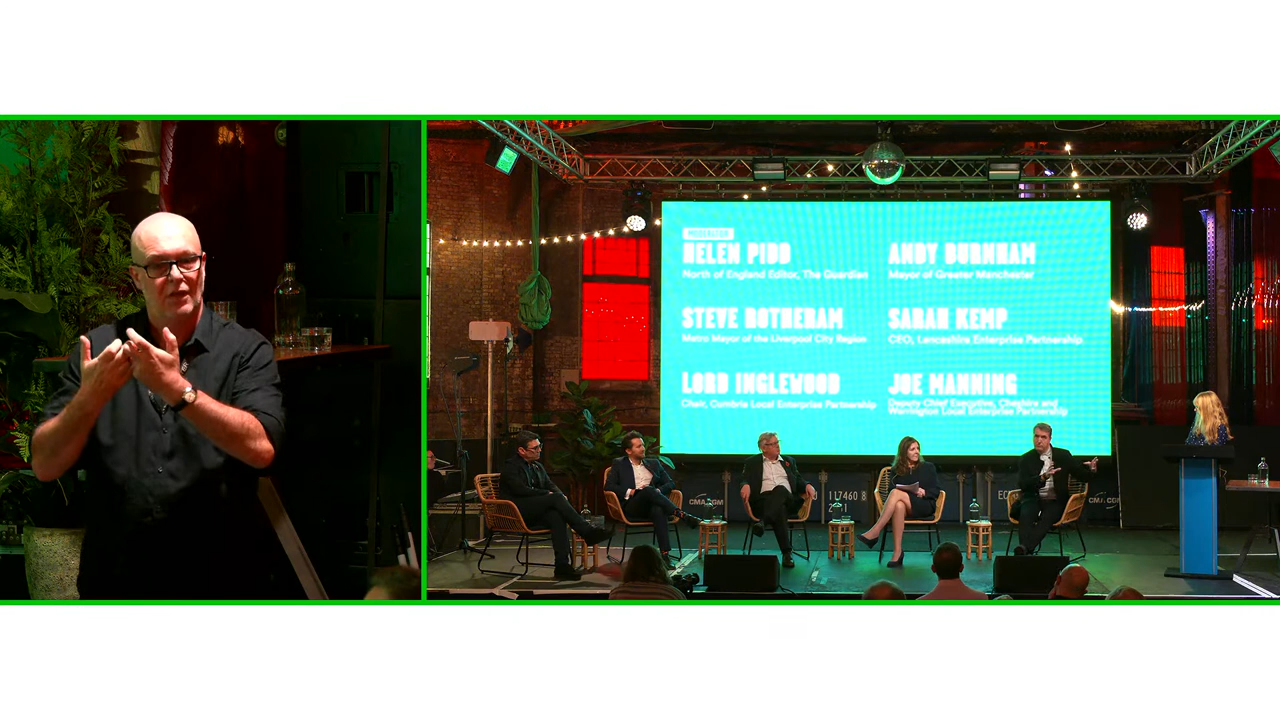 MODERATOR
HELEN PIDD
North of England Editor, The Guardian
ANDY BURNHAM
Mayor of Greater Manchester
STEVE ROTHERAM
Metro Mayor of the Liverpool City Region
SARAH KEMP
CEO, Lancashire Enterprise Partnership
LORD INGLEWOOD
Chair, Cumbria Local Enterprise Partnership
JOE MANNING
Deputy Chief Executive, Cheshire and
Warrington Local Enterprise Partnership
117460 8